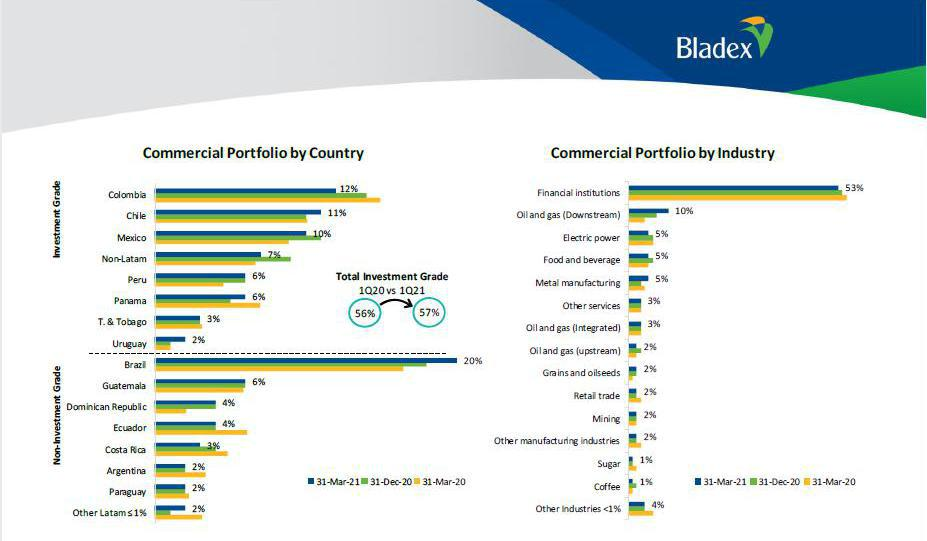 Bladex
Commercial Portfolio by Country
Investment Grade
Colombia 12%
Chile 11%
Mexico 10%
Non-Latam 7%
Peru 6%
Panama 6%
T. & Tobago 3%
Uruguay 2%
Total Investment Grade
1Q20 vs 1Q21
56% 57%
Non-Investment Grade
Brazil 20%
Guatemala 6%
Dominican Republic 4%
Ecuador 4%
Costa Rica 3%
Argentina 2%
Paraguay 2%
Other Latam ≤1% 2%
31-Mar-21 31-Dec-20 31-Mar-20
Commercial Portfolio by Industry
Financial institutions 53%
Oil and gas (Downstream) 10%
Electric power 5%
Food and beverage 5%
Metal manufacturing 5%
Other services 3%
Oil and gas (Integrated) 3%
Oil and gas (upstream) 2%
Grains and oilseeds 2%
Retail trade 2%
Mining 2%
Other manufacturing industries 2%
Sugar 1%
Coffee 1%
Other Industries <1% 4%
31-Mar-21 31-Dec-20 31-Mar-20